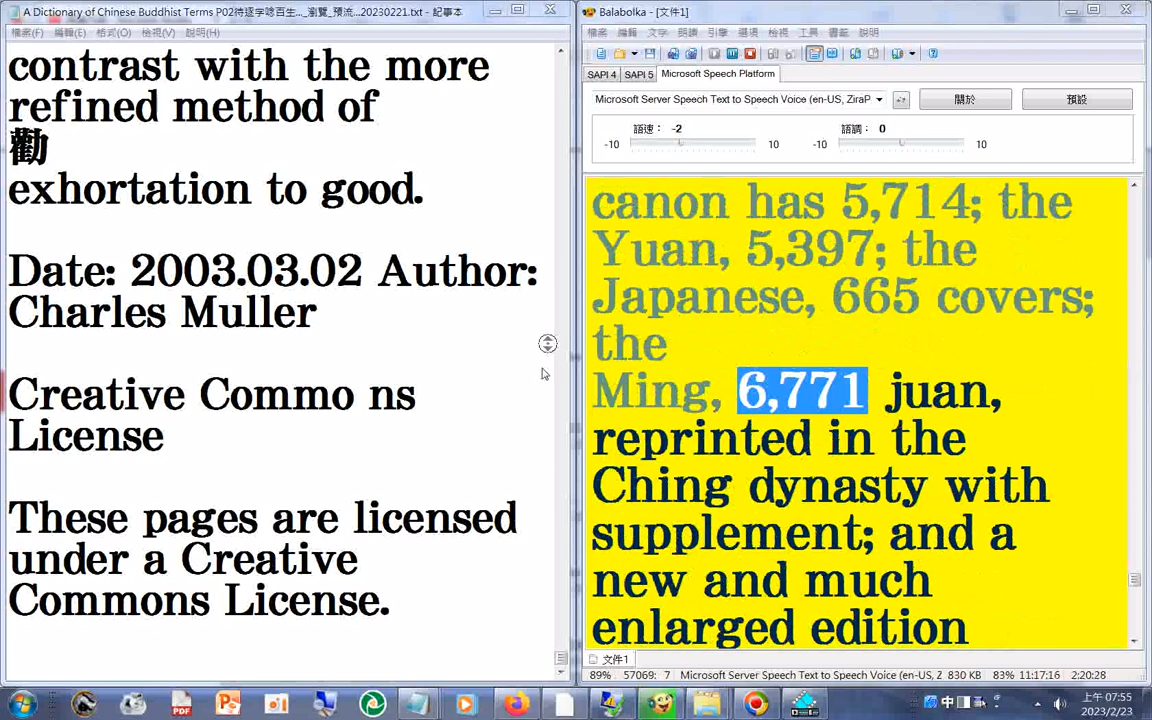 A Dictionary of Chinese Buddhist Terms P02待逐字唸百生..._瀏覽_預流...20230221.txt - 記事本
檔案(F) 編輯(E) 格式(O) 檢視(V) 說明(H)
contrast with the more
refined method of
勸
exhortation to good.
Date: 2003.03.02 Author:
Charles Muller
Creative Commo ns
License
These pages are licensed
under a Creative
Commons License.
Balabolka - [文件1]
檔案 編輯 文字 朗讀 引擎 選項 檢視 工具 書籤 說明
SAPI 4 SAPI 5 Microsoft Speech Platform
Microsoft Server Speech Text to Speech Voice (en-US, ZiraP 關於 預設
語速： -2 語調： 0
-10 10 -10 10
canon has 5,714; the
Yuan, 5,397; the
Japanese, 665 covers;
the
Ming, 6,771 juan,
reprinted in the
Ching dynasty with
supplement; and a
new and much
enlarged edition
文件1
89% 57069: 7 Microsoft Server Speech Text to Speech Voice (en-U 830 KB 83% 11:17:16 2:20:28
PDF 中 上午 07:55
2023/2/23